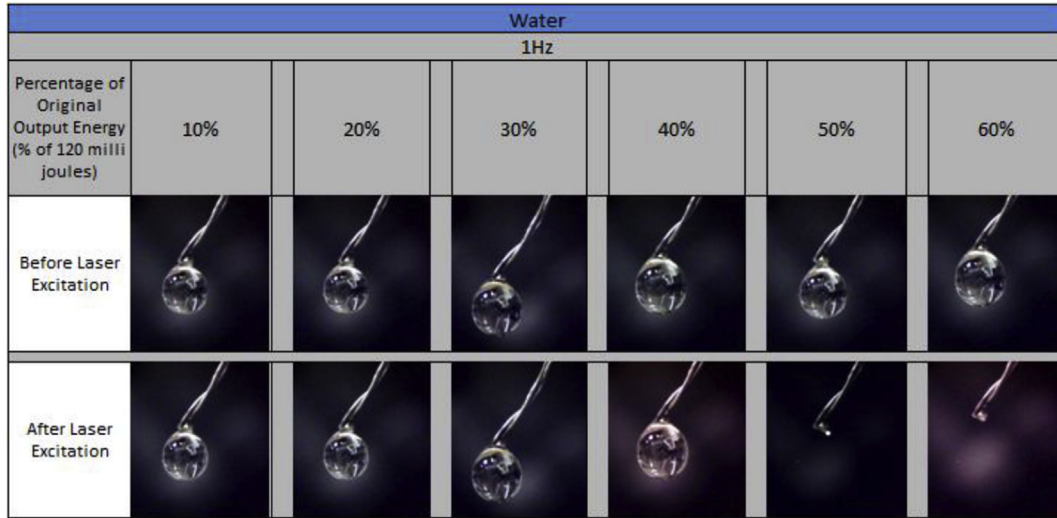 Water
1Hz
Percentage of
Original
Output Energy
(% of 120 milli
joules)
10%
20%
30%
40%
50%
60%
Before Laser
Excitation
After Laser
Excitation